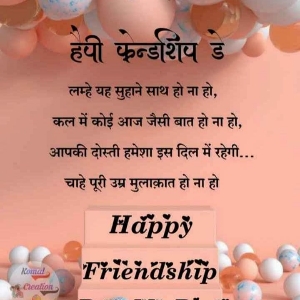 हैपी फ्रेन्डशिप डे
लम्हे यह सुहाने साथ हो ना हो,
कल में कोई आज जैसी बात हो ना हो,
आपकी दोस्ती हमेशा इस दिल में रहेगी...
चाहे पूरी उम्र मुलाक़ात हो ना हो
Happy
Friendship
Komal
Creation